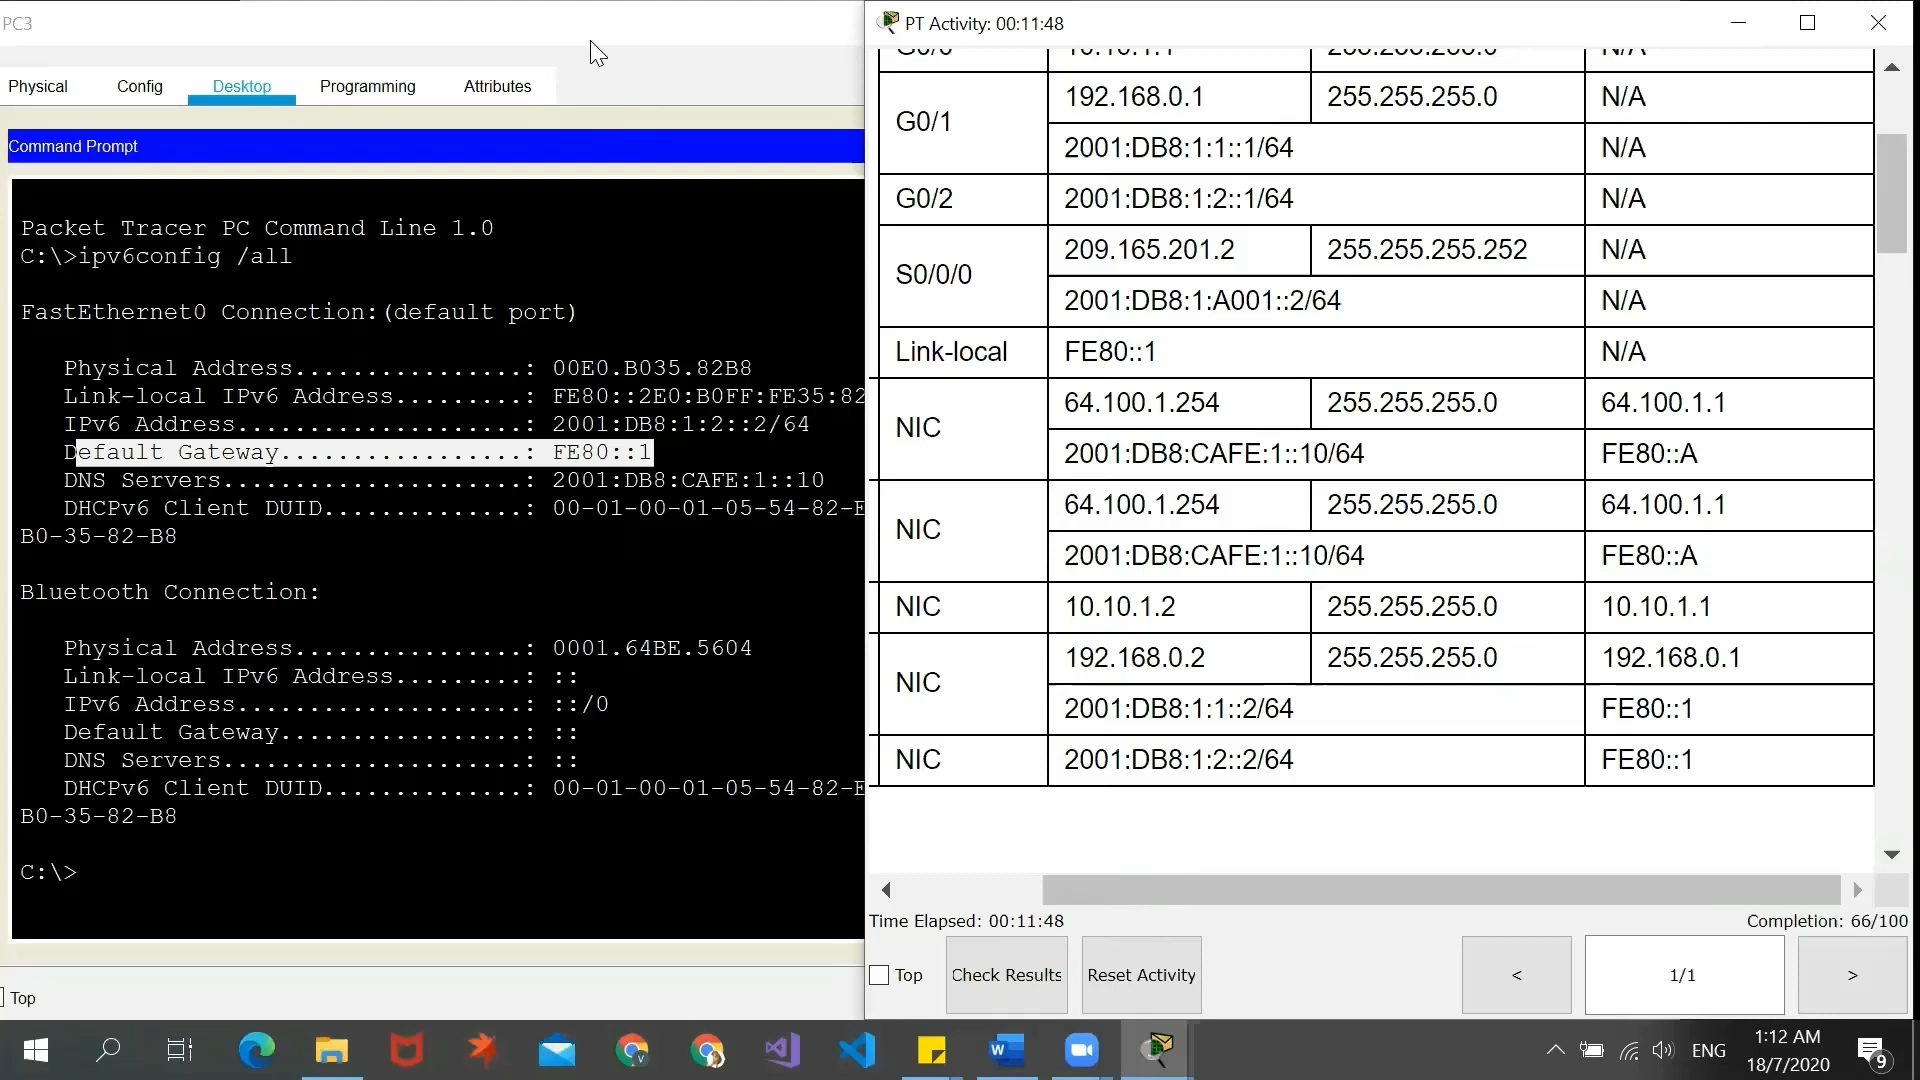 PC3
Physical Config Desktop Programming Attributes
Command Prompt
Packet Tracer PC Command Line 1.0
C:\>ipv6config /all
FastEthernet0 Connection:(default port)
Physical Address................: 00E0.B035.82B8
Link-local IPv6 Address.........: FE80::2E0:B0FF:FE35:82
IPv6 Address....................: 2001:DB8:1:2::2/64
Default Gateway.................: FE80::1
DNS Servers.....................: 2001:DB8:CAFE:1::10
DHCPv6 Client DUID..............: 00-01-00-01-05-54-82-E
B0-35-82-B8
Bluetooth Connection:
Physical Address................: 0001.64BE.5604
Link-local IPv6 Address.........: ::
IPv6 Address....................: ::/0
Default Gateway.................: ::
DNS Servers.....................: ::
DHCPv6 Client DUID..............: 00-01-00-01-05-54-82-E
B0-35-82-B8
C:\>
Top
PT Activity: 00:11:48
G0/0 10.10.1.1 255.255.255.0 N/A
G0/1 192.168.0.1 255.255.255.0 N/A
2001:DB8:1:1::1/64 N/A
G0/2 2001:DB8:1:2::1/64 N/A
S0/0/0 209.165.201.2 255.255.255.252 N/A
2001:DB8:1:A001::2/64 N/A
Link-local FE80::1 N/A
NIC 64.100.1.254 255.255.255.0 64.100.1.1
2001:DB8:CAFE:1::10/64 FE80::A
NIC 64.100.1.254 255.255.255.0 64.100.1.1
2001:DB8:CAFE:1::10/64 FE80::A
NIC 10.10.1.2 255.255.255.0 10.10.1.1
NIC 192.168.0.2 255.255.255.0 192.168.0.1
2001:DB8:1:1::2/64 FE80::1
NIC 2001:DB8:1:2::2/64 FE80::1
Time Elapsed: 00:11:48 Completion: 66/100
Top Check Results Reset Activity < 1/1 >
ENG 1:12 AM
18/7/2020
9